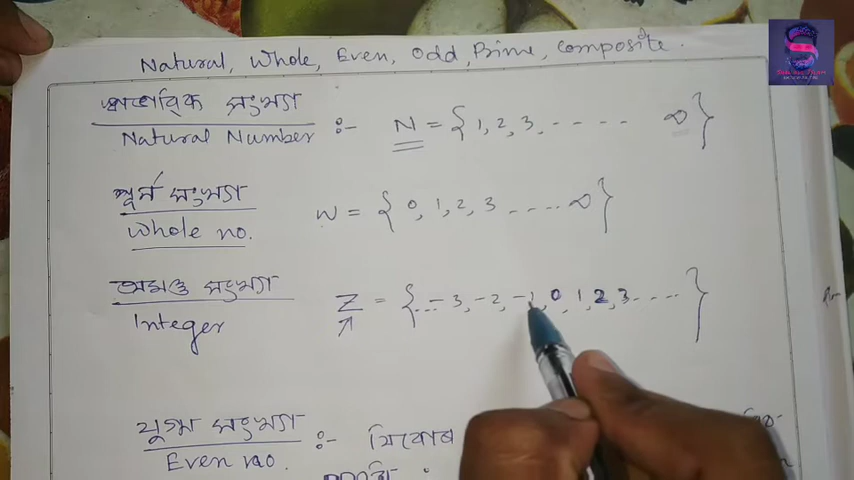 Natural, Whole, Even, Odd, Prime, Composite.
স্বাভাবিক সংখ্যা
Natural Number :- N = {1, 2, 3, ----- ∞}
পূৰ্ন সংখ্যা
Whole no. W = {0, 1, 2, 3 ..... ∞}
অখণ্ড সংখ্যা
Integer Z = {...-3, -2, -1, 0, 1, 2, 3.....}
যুগ্ম সংখ্যা
Even no. :- যিবোৰ